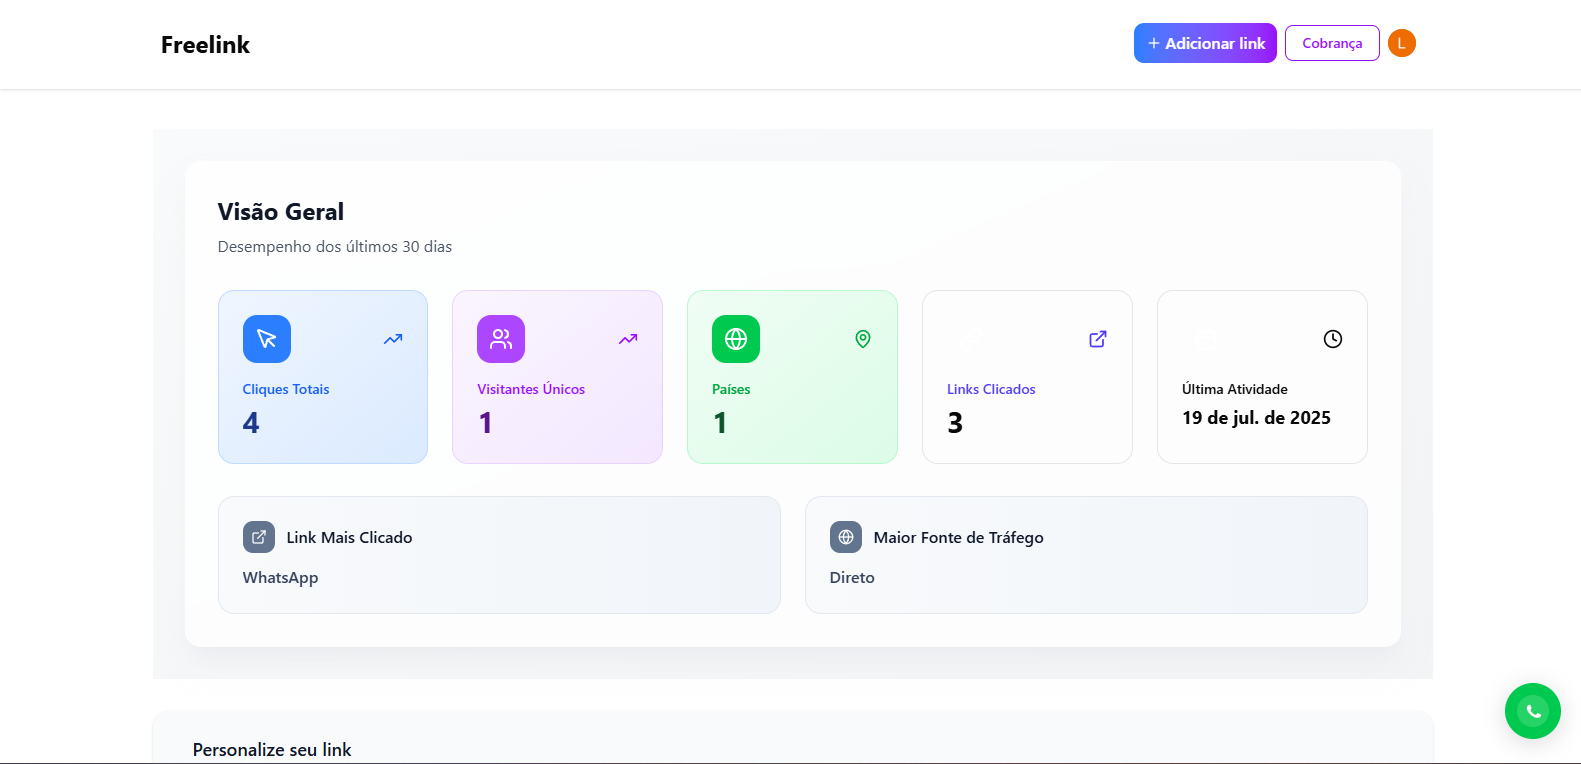 Freelink
Adicionar link
Cobrança
L
Visão Geral
Desempenho dos últimos 30 dias
Cliques Totais
4
Visitantes Únicos
1
Países
1
Links Clicados
3
Última Atividade
19 de jul. de 2025
Link Mais Clicado
WhatsApp
Maior Fonte de Tráfego
Direto
Personalize seu link